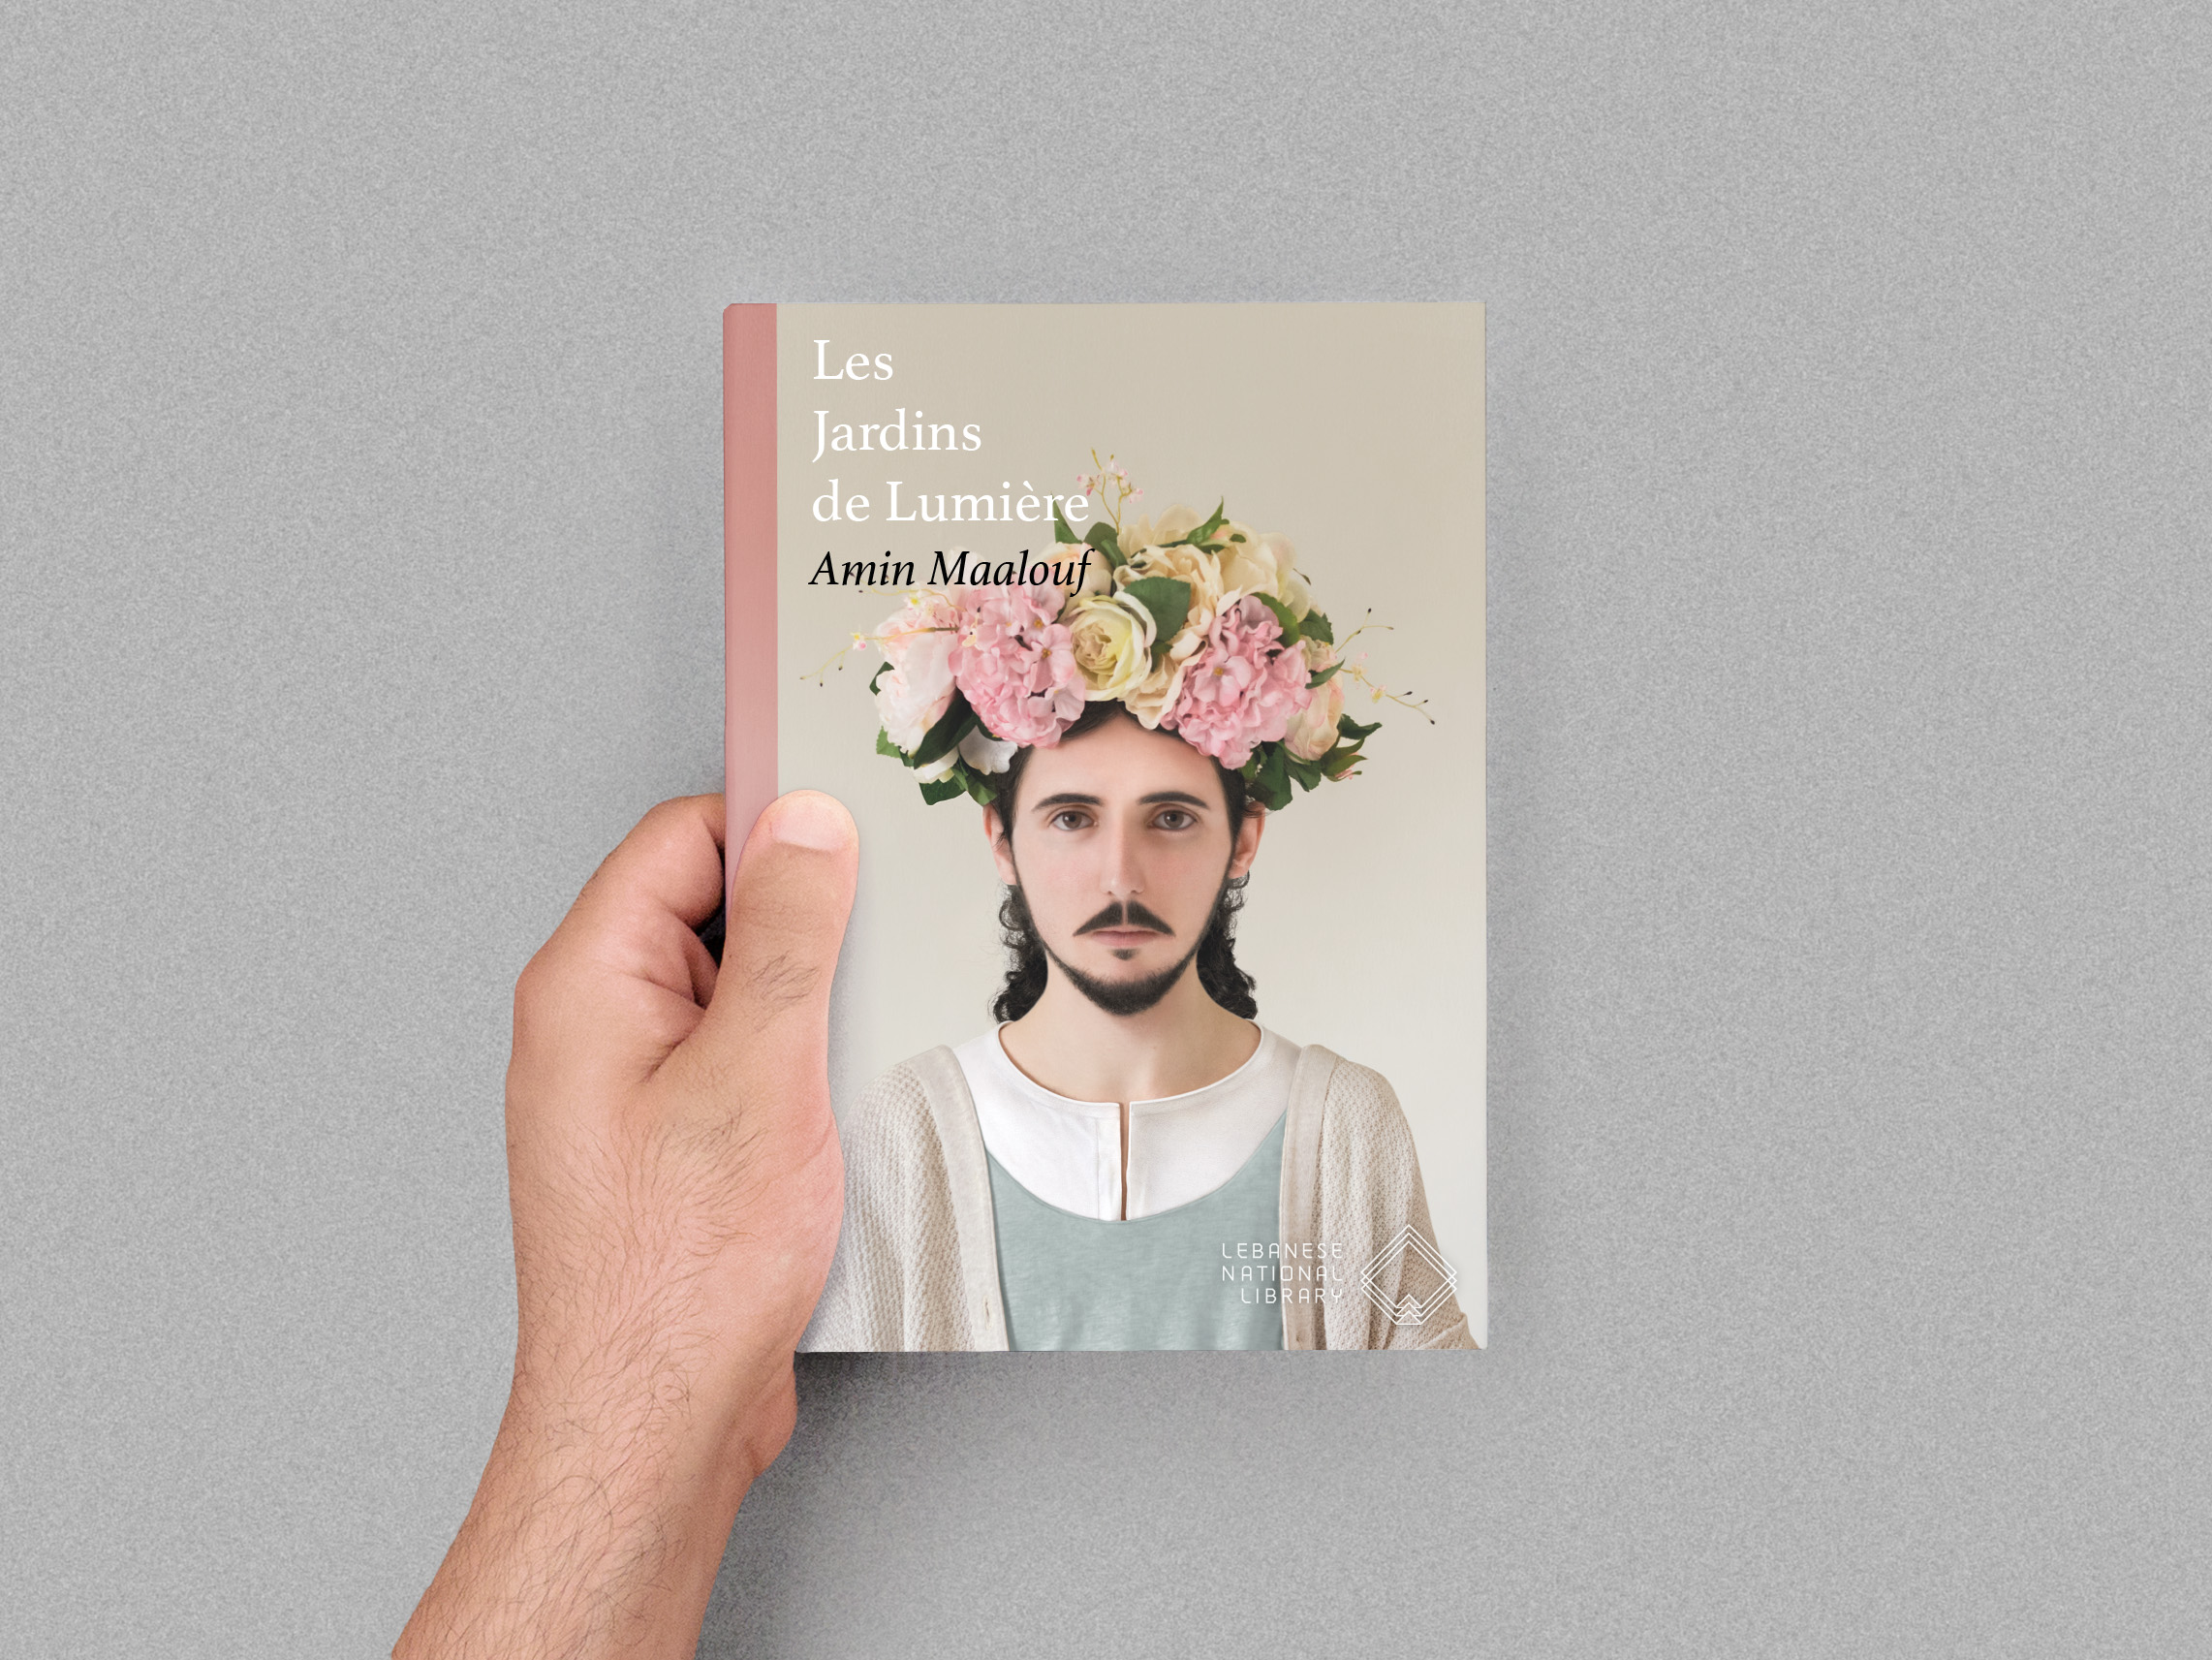 Les
Jardins
de Lumière
Amin Maalouf
LEBANESE
NATIONAL
LIBRARY